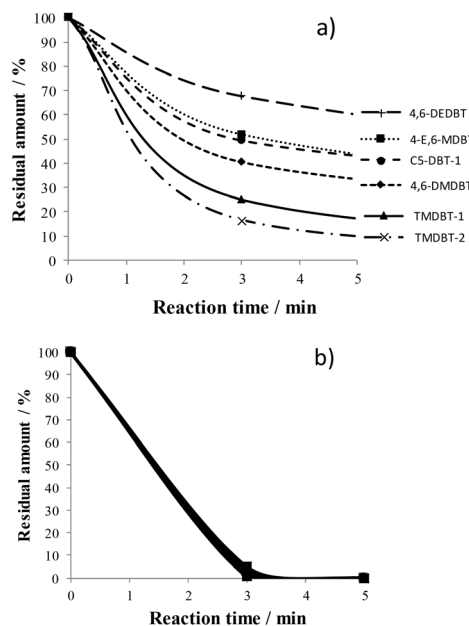 a)
Residual amount / %
100
90
80
70
60
50
40
30
20
10
0
0 1 2 3 4 5
Reaction time / min
4,6-DEDBT
4-E,6-MDBT
C5-DBT-1
4,6-DMDBT
TMDBT-1
TMDBT-2
b)
Residual amount / %
100
90
80
70
60
50
40
30
20
10
0
0 1 2 3 4 5
Reaction time / min